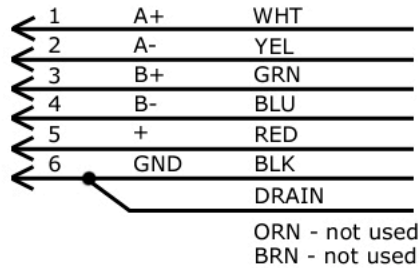 1 A+ WHT
2 A- YEL
3 B+ GRN
4 B- BLU
5 + RED
6 GND BLK
DRAIN
ORN - not used
BRN - not used